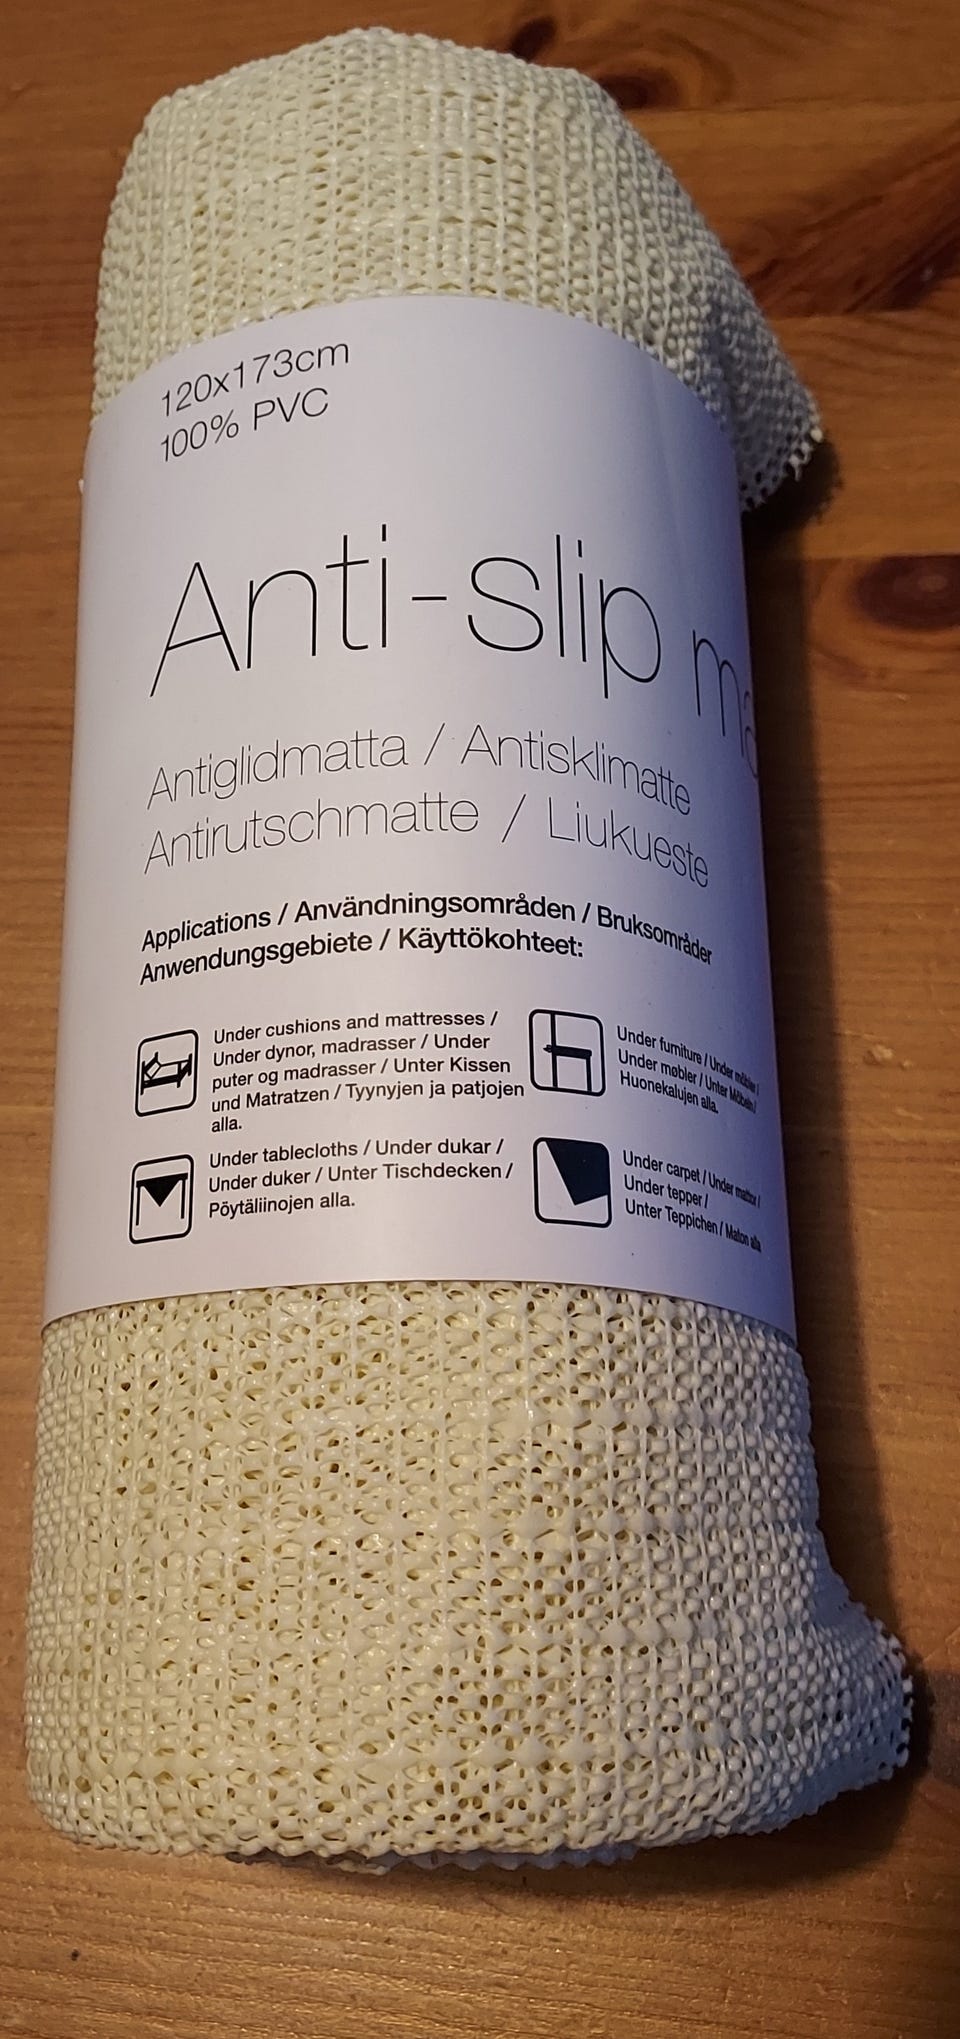 120x173cm
100% PVC
Anti-slip ma
Antiglidmatta / Antisklimatte
Antirutschmatte / Liukueste
Applications / Användningsområden / Bruksområder
Anwendungsgebiete / Käyttökohteet:
Under cushions and mattresses /
Under dynor, madrasser / Under
puter og madrasser / Unter Kissen
und Matratzen / Tyynyjen ja patjojen
alla.
Under furniture / Under möbler /
Under møbler / Unter Möbeln /
Huonekalujen alla.
Under tablecloths / Under dukar /
Under duker / Unter Tischdecken /
Pöytäliinojen alla.
Under carpet / Under mattor /
Under tepper /
Unter Teppichen / Maton alla